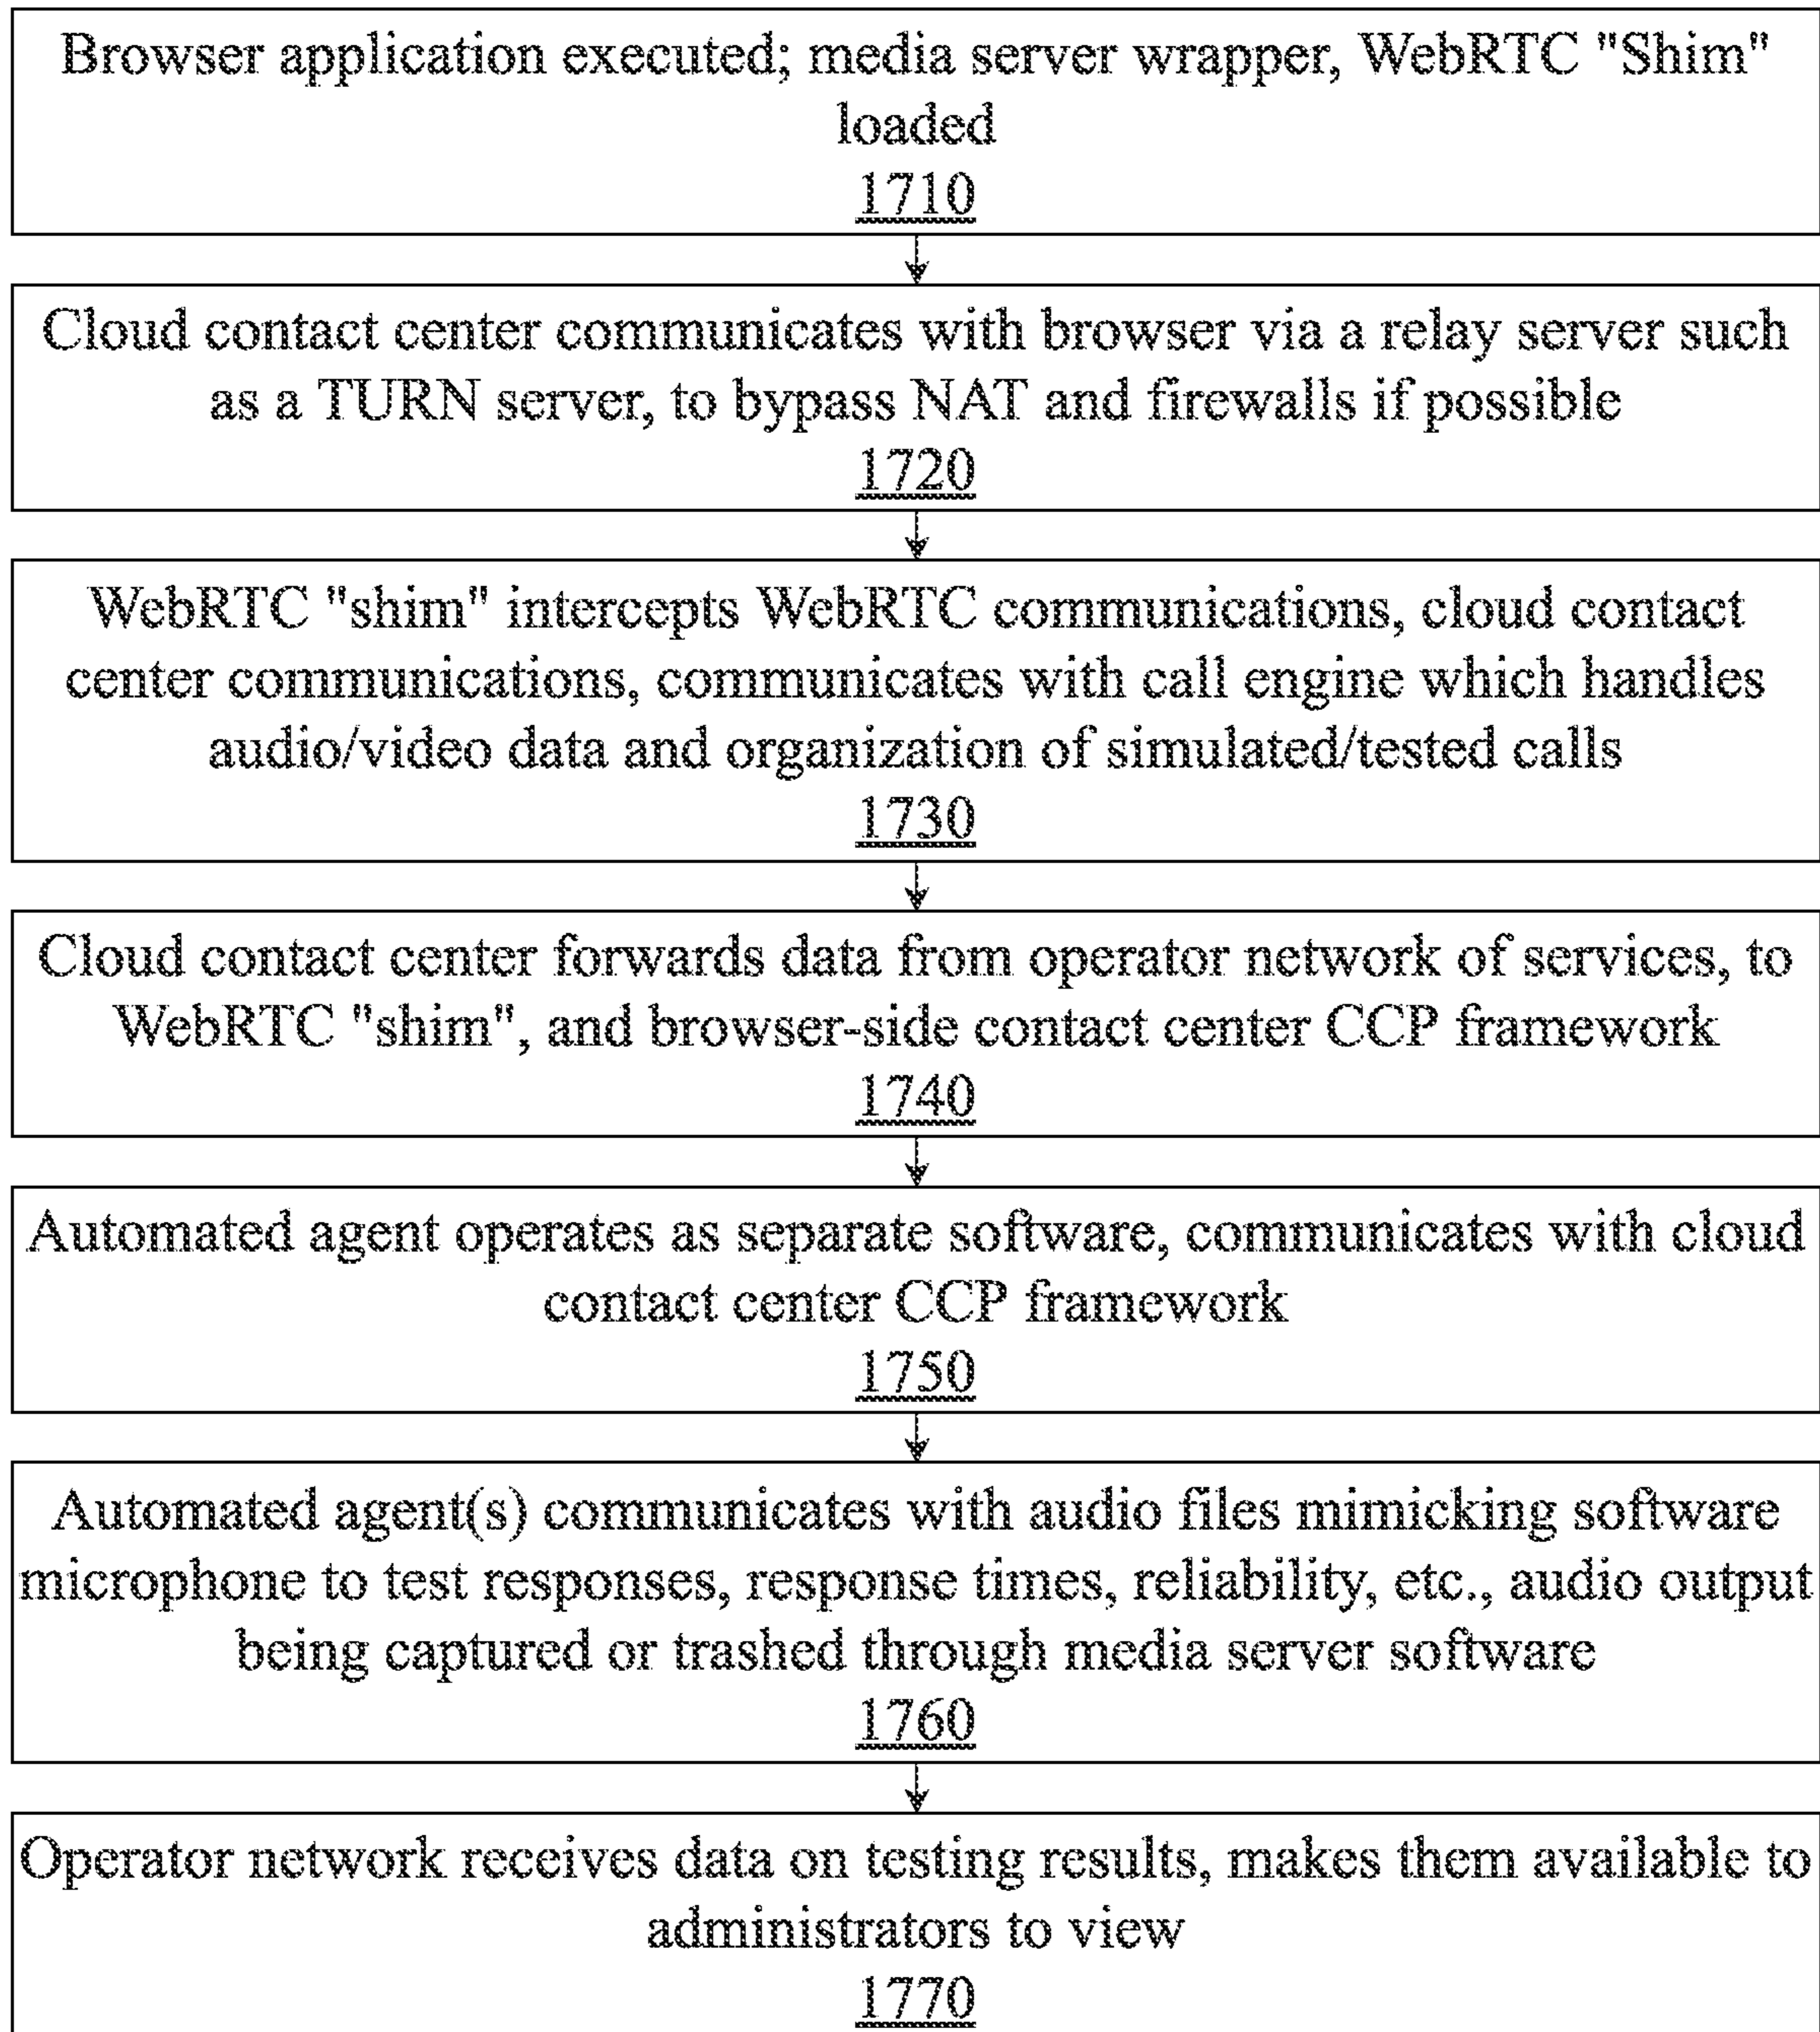 Browser application executed; media server wrapper, WebRTC "Shim"
loaded
1710
Cloud contact center communicates with browser via a relay server such
as a TURN server, to bypass NAT and firewalls if possible
1720
WebRTC "shim" intercepts WebRTC communications, cloud contact
center communications, communicates with call engine which handles
audio/video data and organization of simulated/tested calls
1730
Cloud contact center forwards data from operator network of services, to
WebRTC "shim", and browser-side contact center CCP framework
1740
Automated agent operates as separate software, communicates with cloud
contact center CCP framework
1750
Automated agent(s) communicates with audio files mimicking software
microphone to test responses, response times, reliability, etc., audio output
being captured or trashed through media server software
1760
Operator network receives data on testing results, makes them available to
administrators to view
1770